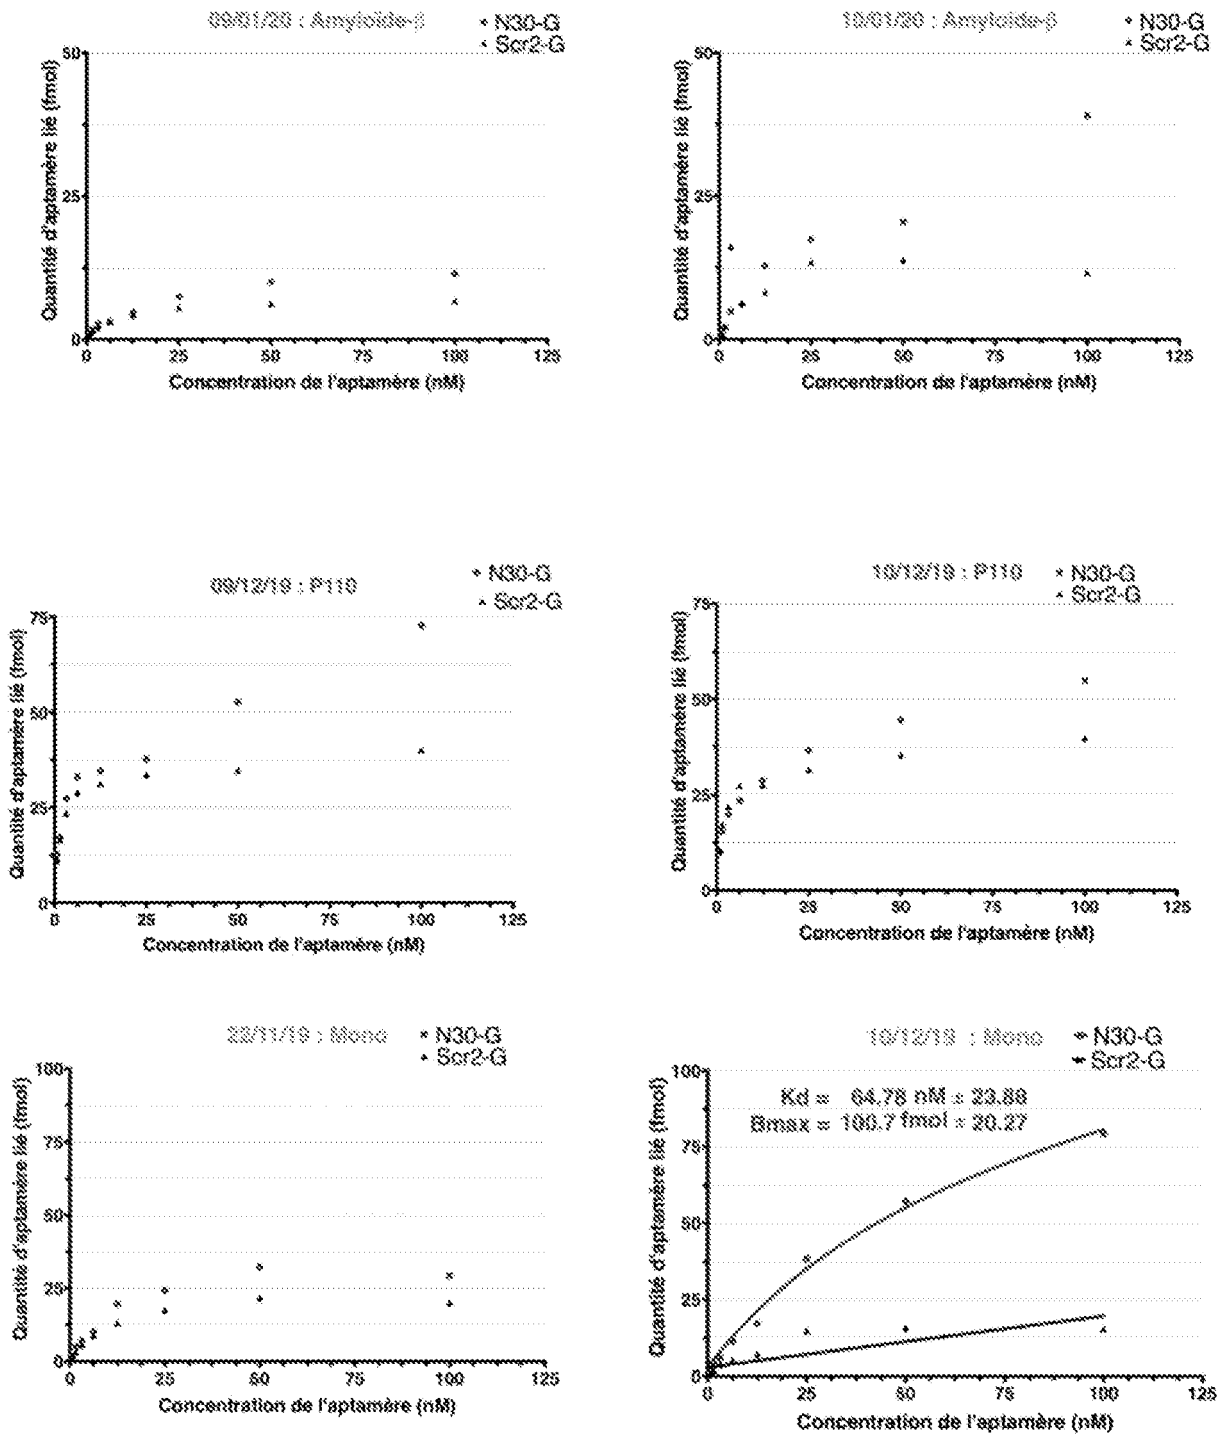 09/01/20 : Amyloïde-β
N30-G
Scr2-G
Quantité d'aptamère lié (fmol)
50
25
0
0 25 50 75 100 125
Concentration de l'aptamère (nM)
10/01/20 : Amyloïde-β
N30-G
Scr2-G
Quantité d'aptamère lié (fmol)
50
25
0
0 25 50 75 100 125
Concentration de l'aptamère (nM)
09/12/19 : P110
N30-G
Scr2-G
Quantité d'aptamère lié (fmol)
75
50
25
0
0 25 50 75 100 125
Concentration de l'aptamère (nM)
10/12/19 : P110
N30-G
Scr2-G
Quantité d'aptamère lié (fmol)
75
50
25
0
0 25 50 75 100 125
Concentration de l'aptamère (nM)
22/11/19 : Mono
N30-G
Scr2-G
Quantité d'aptamère lié (fmol)
100
75
50
25
0
0 25 50 75 100 125
Concentration de l'aptamère (nM)
10/12/19 : Mono
N30-G
Scr2-G
Kd = 64.78 nM ± 23.88
Bmax = 100.7 fmol ± 20.27
Quantité d'aptamère lié (fmol)
100
75
50
25
0
0 25 50 75 100 125
Concentration de l'aptamère (nM)